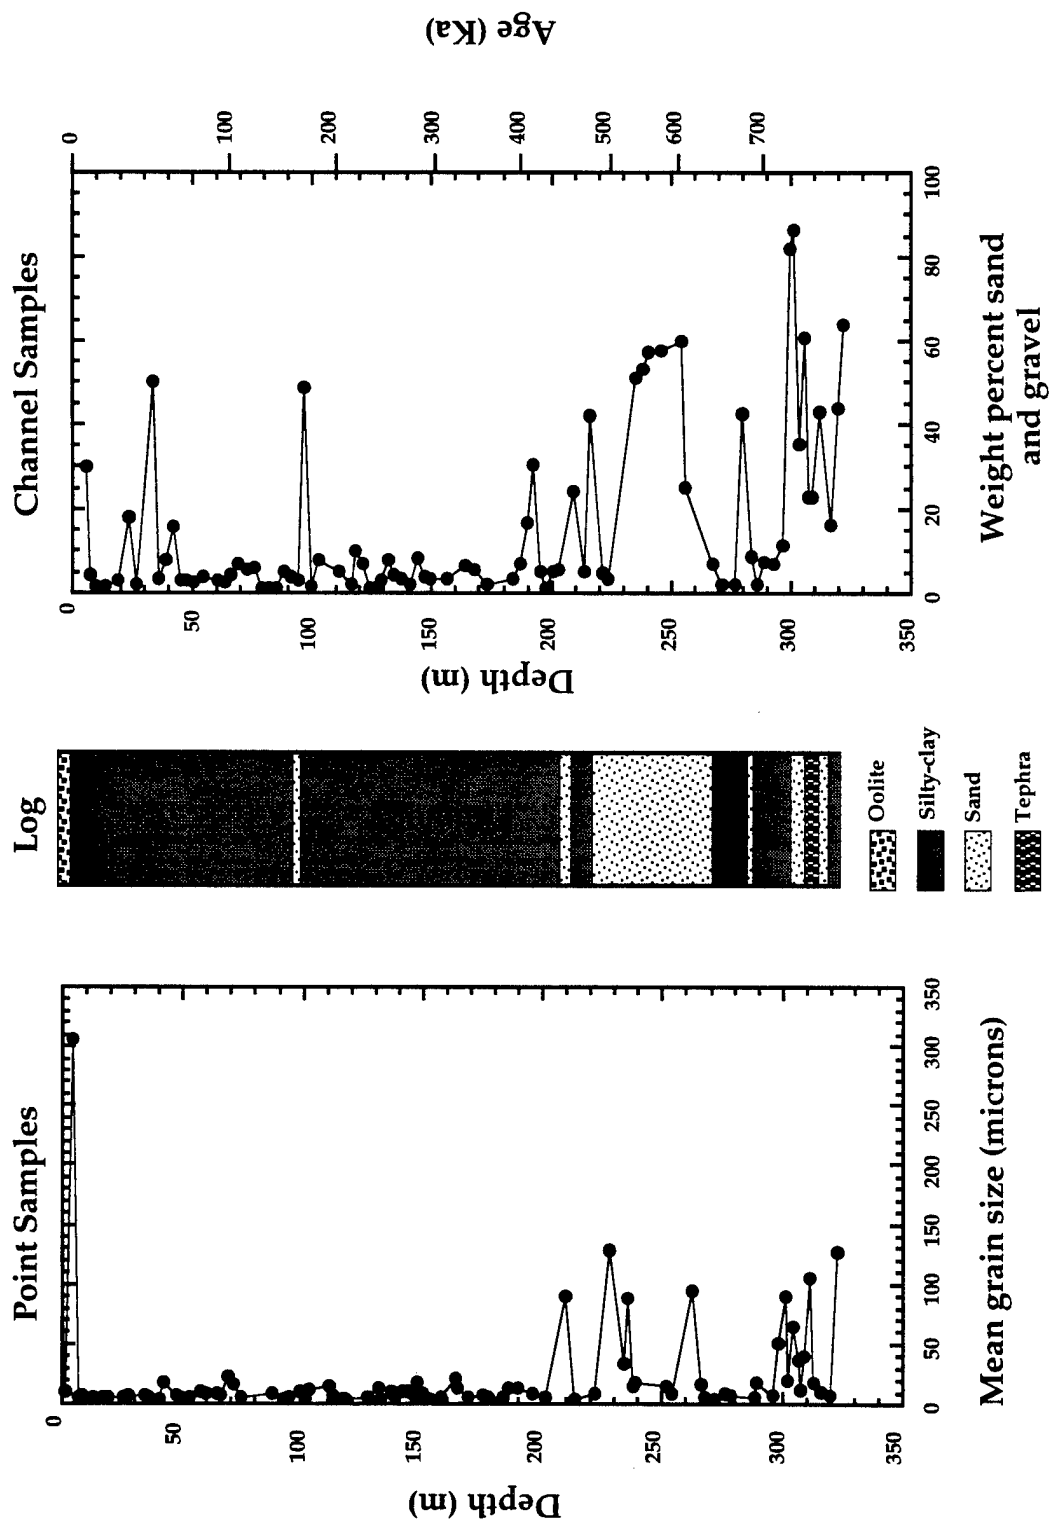 Point Samples
Log
Channel Samples
0
50
100
150
200
250
300
350
Depth (m)
0
50
100
150
200
250
300
350
Mean grain size (microns)
Oolite
Silty-clay
Sand
Tephra
0
50
100
150
200
250
300
350
Depth (m)
0
20
40
60
80
100
Weight percent sand
and gravel
0
100
200
300
400
500
600
700
Age (Ka)